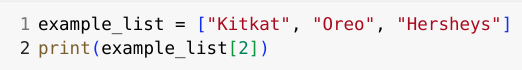 1 example_list = ["Kitkat", "Oreo", "Hersheys"]
2 print(example_list[2])